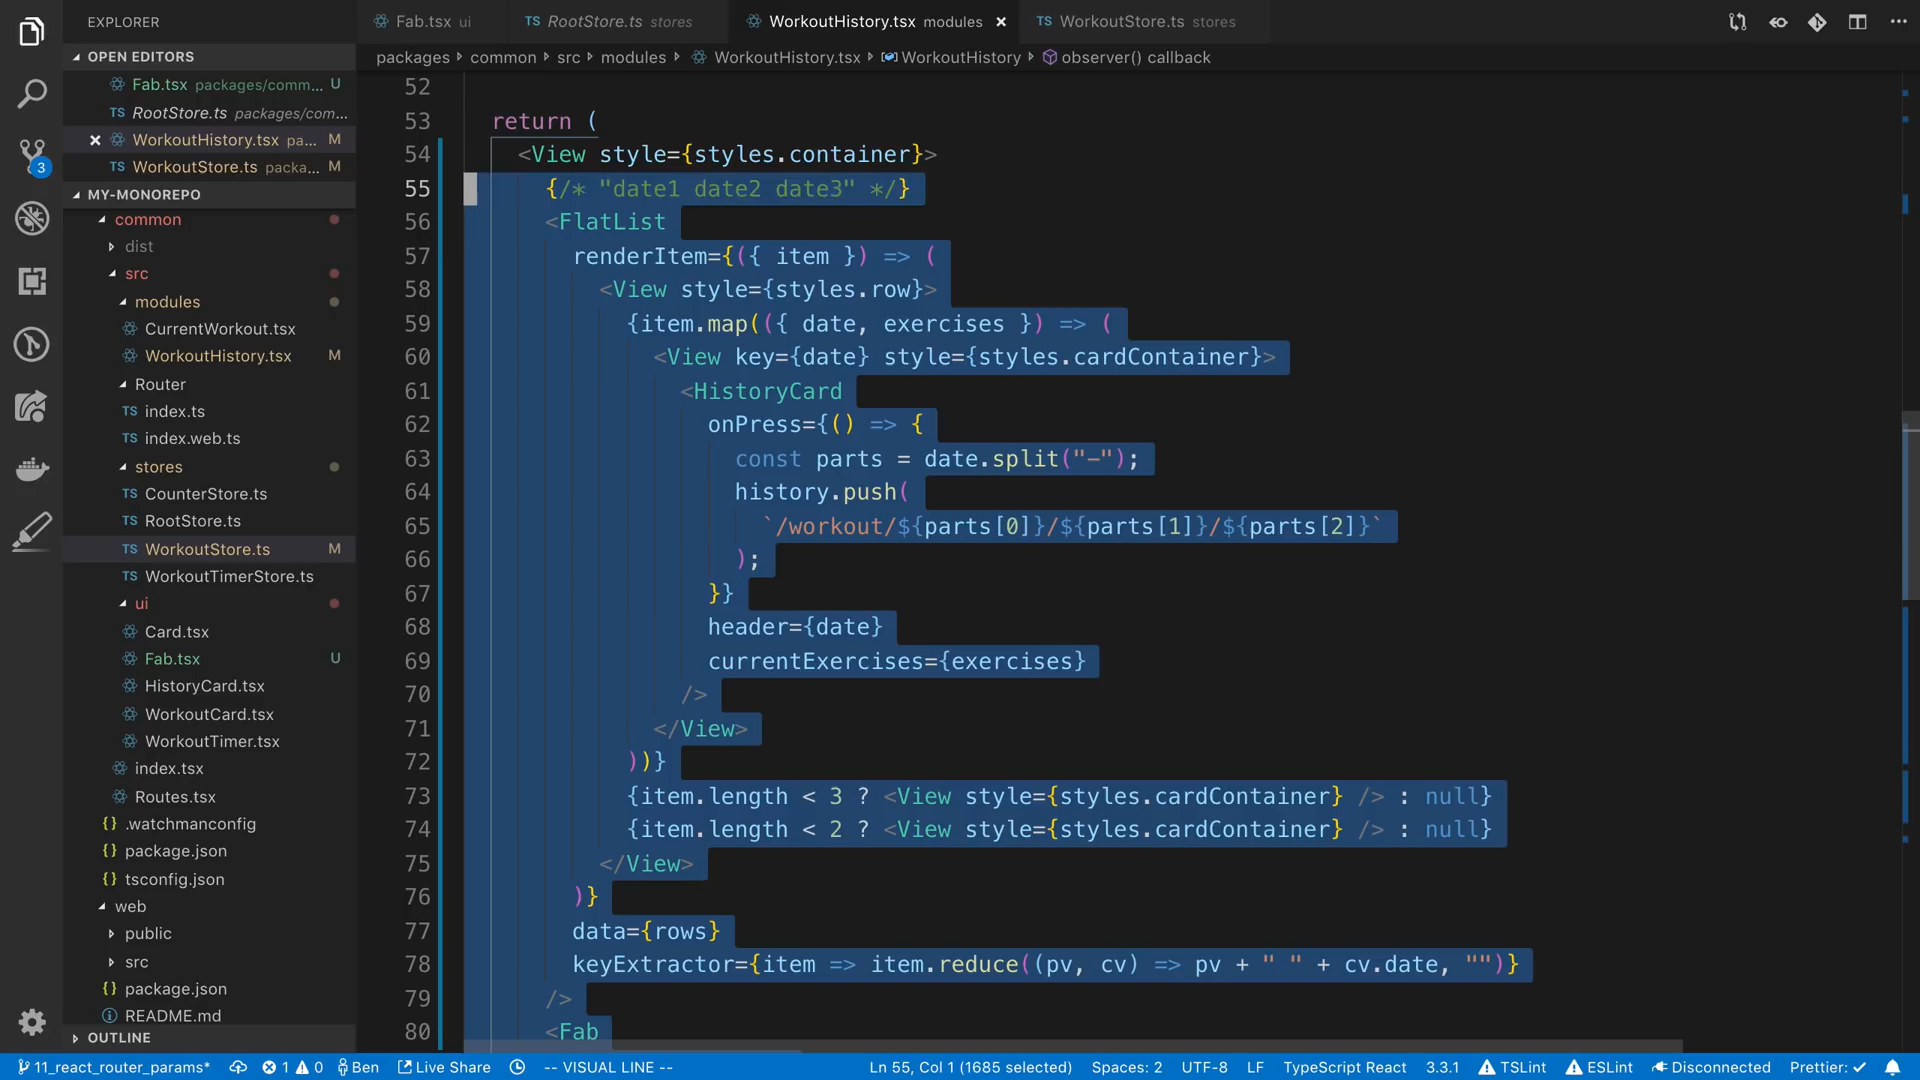 EXPLORER
OPEN EDITORS
Fab.tsx packages/comm... U
RootStore.ts packages/com...
WorkoutHistory.tsx pa... M
WorkoutStore.ts packa... M
MY-MONOREPO
common
dist
src
modules
CurrentWorkout.tsx
WorkoutHistory.tsx M
Router
TS index.ts
TS index.web.ts
stores
TS CounterStore.ts
TS RootStore.ts
TS WorkoutStore.ts M
TS WorkoutTimerStore.ts
ui
Card.tsx
Fab.tsx U
HistoryCard.tsx
WorkoutCard.tsx
WorkoutTimer.tsx
index.tsx
Routes.tsx
{} .watchmanconfig
{} package.json
{} tsconfig.json
web
public
src
{} package.json
README.md
OUTLINE
3
Fab.tsx ui
TS RootStore.ts stores
WorkoutHistory.tsx modules
TS WorkoutStore.ts stores
packages > common > src > modules > WorkoutHistory.tsx > WorkoutHistory > observer() callback
52
53 return (
54 <View style={styles.container}>
55 {/* "date1 date2 date3" */}
56 <FlatList
57 renderItem={({ item }) => (
58 <View style={styles.row}>
59 {item.map(({ date, exercises }) => (
60 <View key={date} style={styles.cardContainer}>
61 <HistoryCard
62 onPress={() => {
63 const parts = date.split("-");
64 history.push(
65 `/workout/${parts[0]}/${parts[1]}/${parts[2]}`
66 );
67 }}
68 header={date}
69 currentExercises={exercises}
70 />
71 </View>
72 ))}
73 {item.length < 3 ? <View style={styles.cardContainer} /> : null}
74 {item.length < 2 ? <View style={styles.cardContainer} /> : null}
75 </View>
76 )}
77 data={rows}
78 keyExtractor={item => item.reduce((pv, cv) => pv + " " + cv.date, "")}
79 />
80 <Fab
11_react_router_params* 1 0 Ben Live Share -- VISUAL LINE -- Ln 55, Col 1 (1685 selected) Spaces: 2 UTF-8 LF TypeScript React 3.3.1 TSLint ESLint Disconnected Prettier: ✓